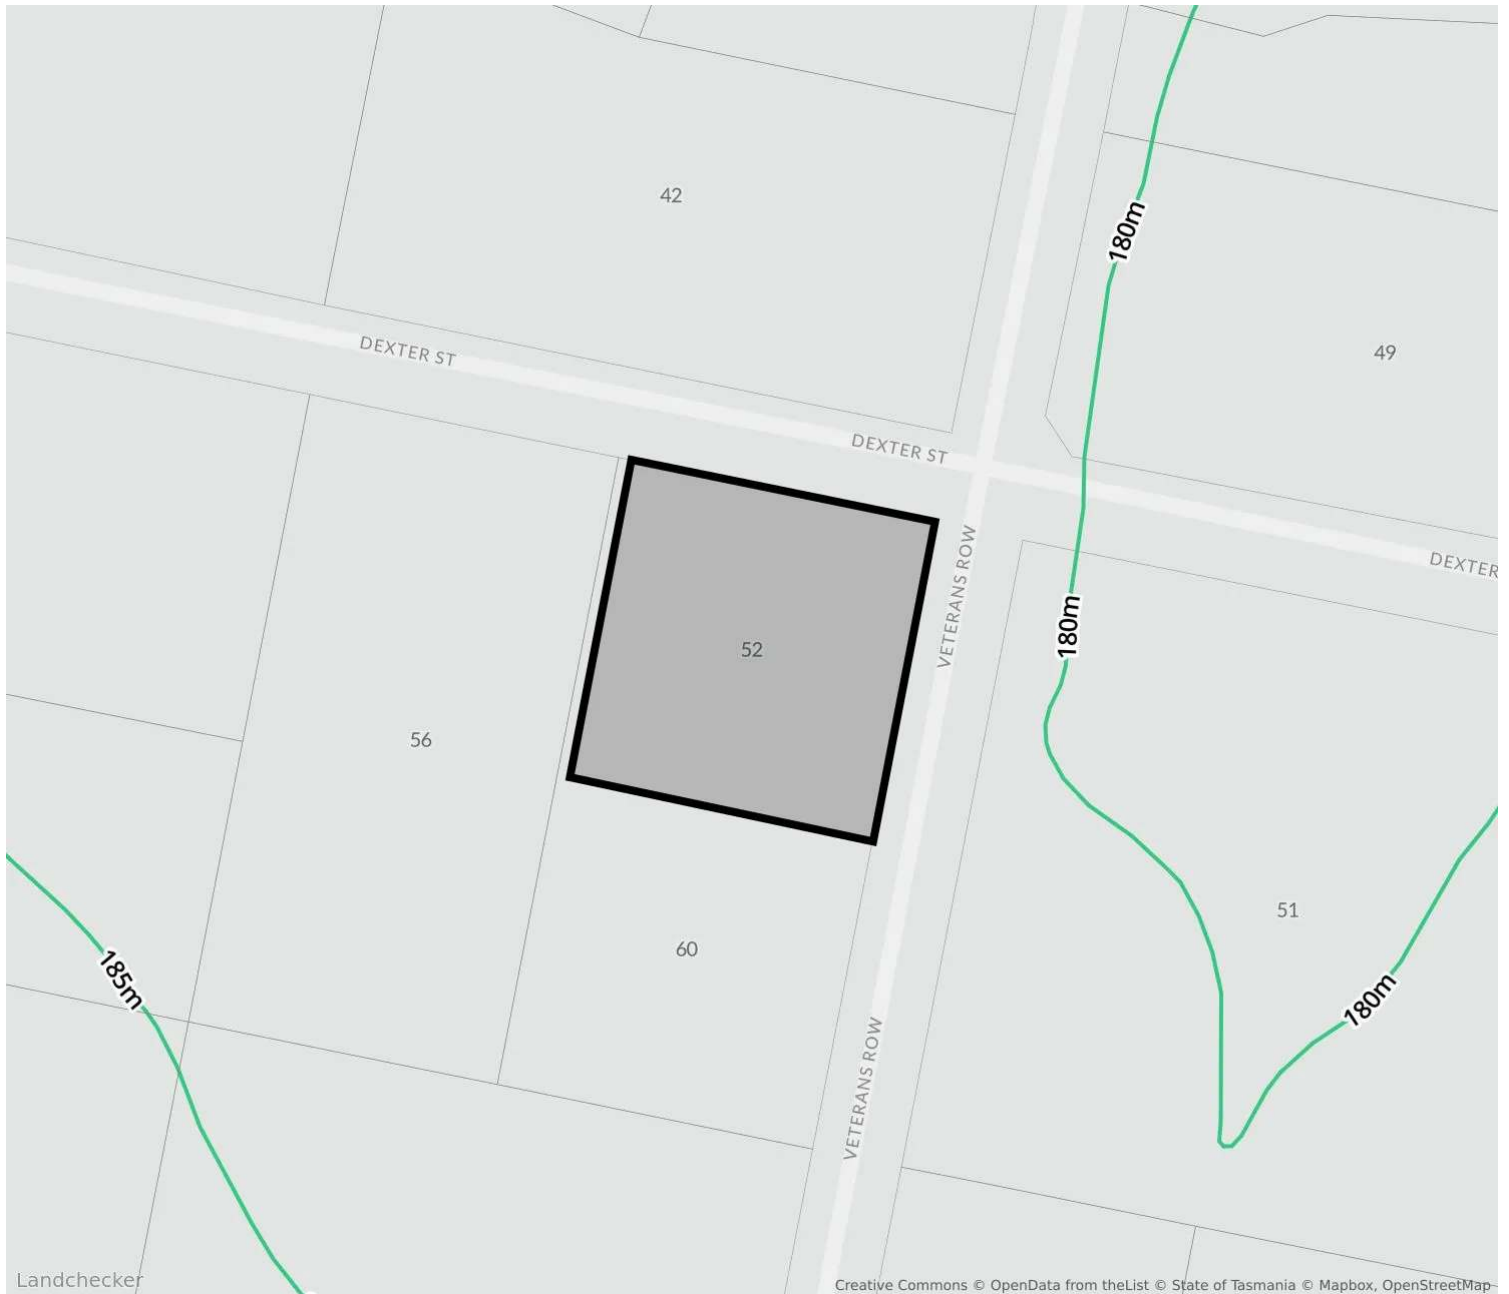 42
180m
DEXTER ST
49
DEXTER ST
VETERANS ROW
DEXTER
180m
52
56
51
60
185m
180m
VETERANS ROW
Landchecker
Creative Commons © OpenData from theList © State of Tasmania © Mapbox, OpenStreetMap